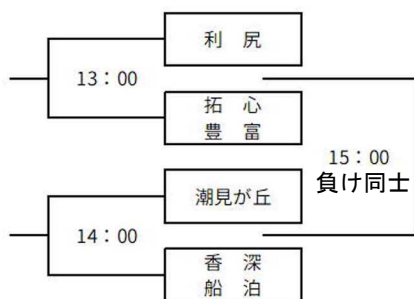 利　尻
13：00
拓　心
豊　富
15：00
負け同士
潮見が丘
14：00
香　深
船　泊